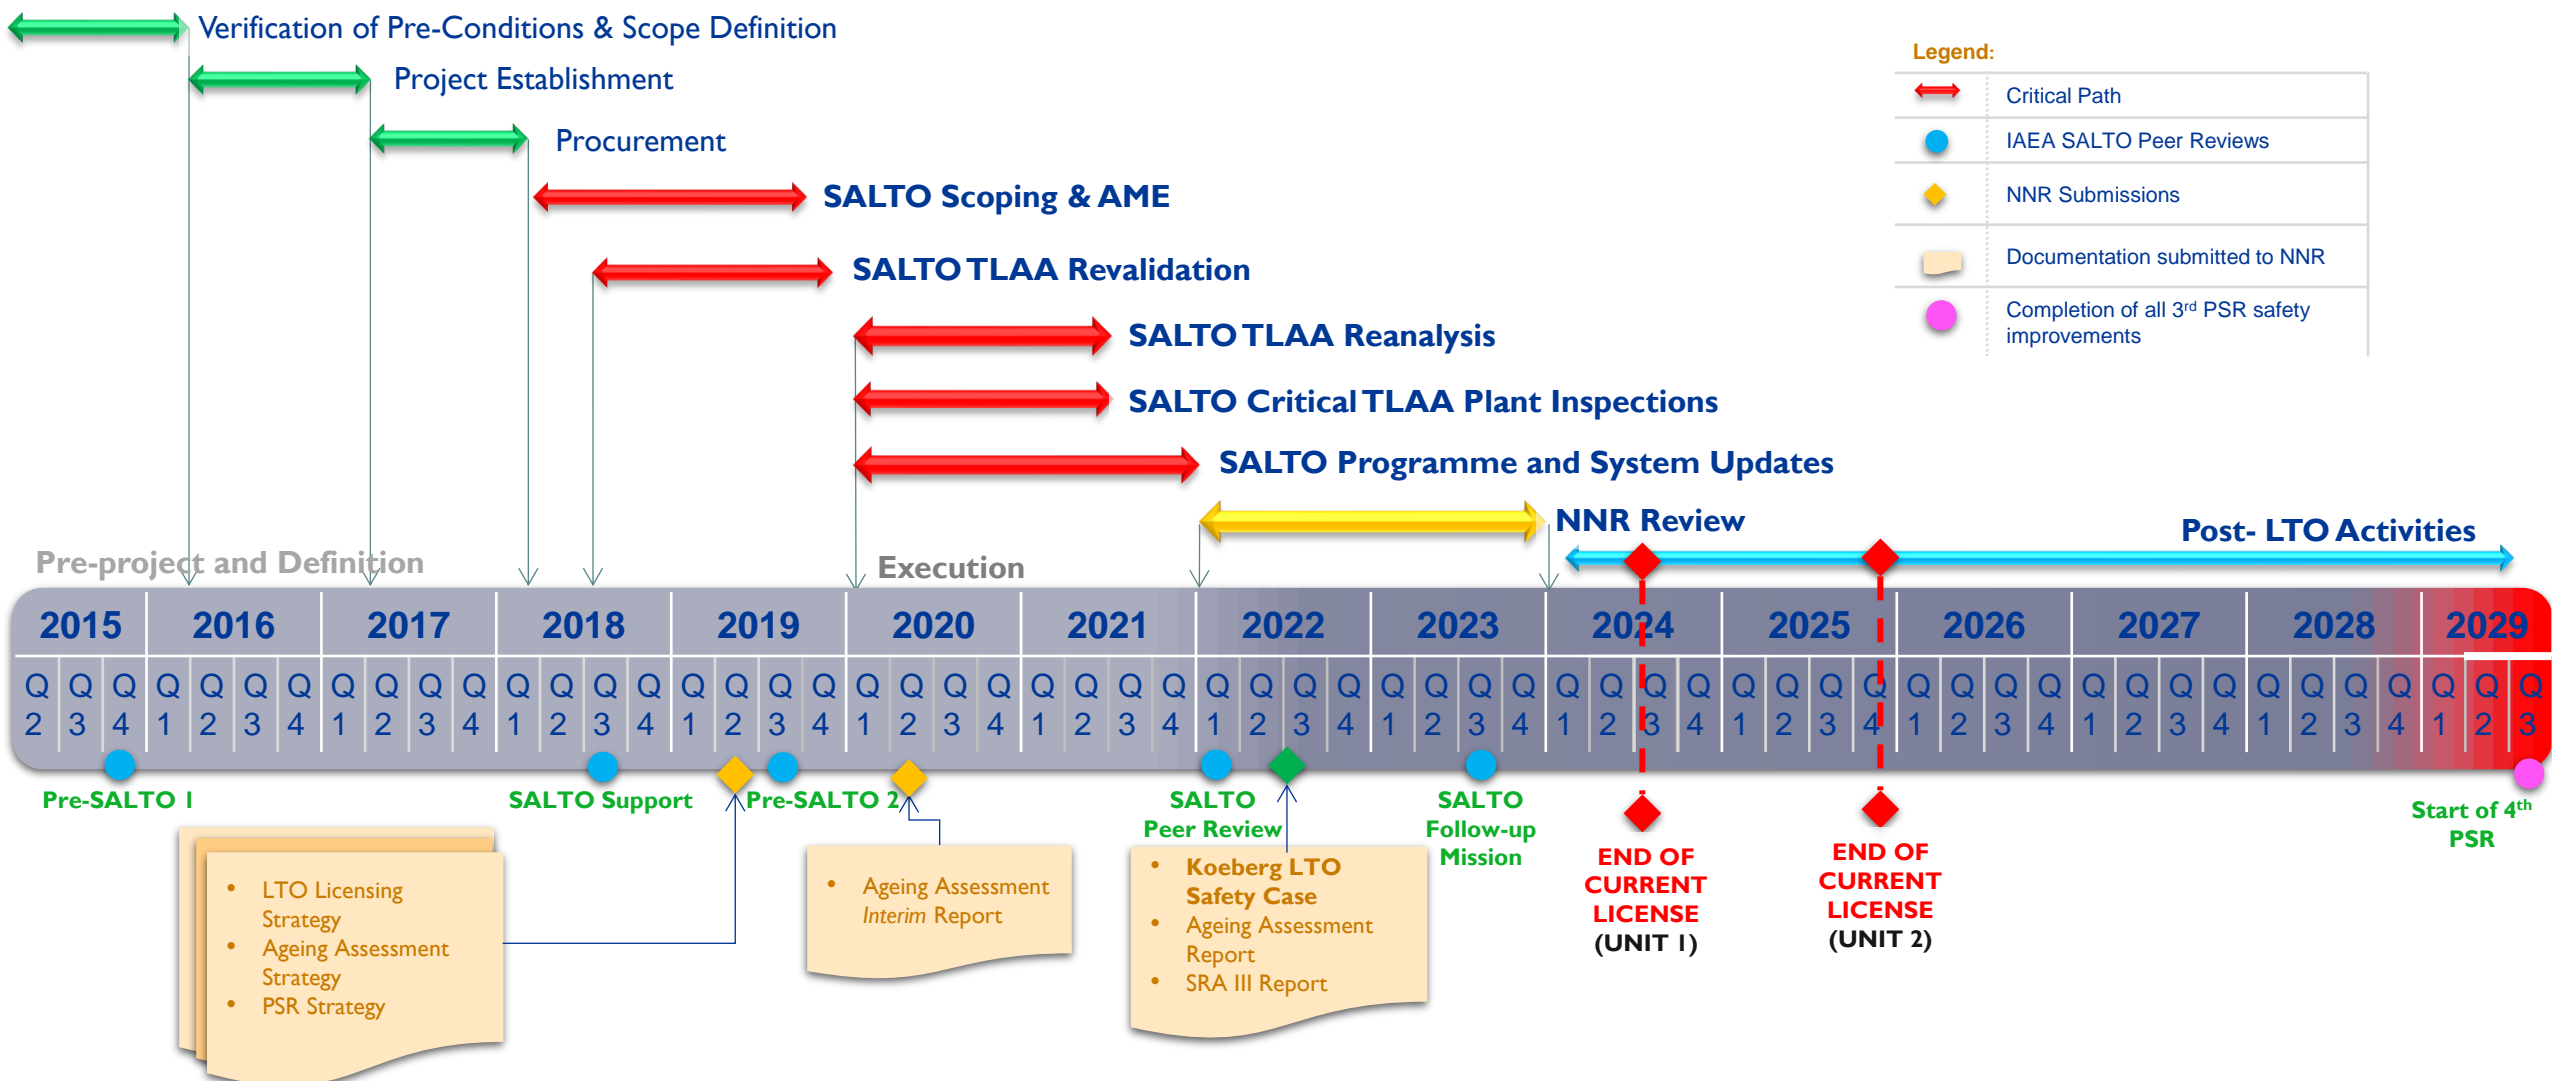 Verification of Pre-Conditions & Scope Definition
Project Establishment
Procurement
SALTO Scoping & AME
SALTO TLAA Revalidation
SALTO TLAA Reanalysis
SALTO Critical TLAA Plant Inspections
SALTO Programme and System Updates
NNR Review
Post- LTO Activities
Legend:
Critical Path
IAEA SALTO Peer Reviews
NNR Submissions
Documentation submitted to NNR
Completion of all 3rd PSR safety
improvements
Pre-project and Definition
Execution
2015 2016 2017 2018 2019 2020 2021 2022 2023 2024 2025 2026 2027 2028 2029
Q Q Q Q Q Q Q Q Q Q Q Q Q Q Q Q Q Q Q Q Q Q Q Q Q Q Q Q Q Q Q Q Q Q Q Q Q Q Q Q Q Q Q Q Q Q Q Q Q Q Q Q Q Q Q Q Q Q
2 3 4 1 2 3 4 1 2 3 4 1 2 3 4 1 2 3 4 1 2 3 4 1 2 3 4 1 2 3 4 1 2 3 4 1 2 3 4 1 2 3 4 1 2 3 4 1 2 3 4 1 2 3 4 1 2 3
Pre-SALTO 1
SALTO Support
Pre-SALTO 2
SALTO
Peer Review
SALTO
Follow-up
Mission
Start of 4th
PSR
• LTO Licensing
Strategy
• Ageing Assessment
Strategy
• PSR Strategy
• Ageing Assessment
Interim Report
• Koeberg LTO
Safety Case
• Ageing Assessment
Report
• SRA III Report
END OF
CURRENT
LICENSE
(UNIT 1)
END OF
CURRENT
LICENSE
(UNIT 2)